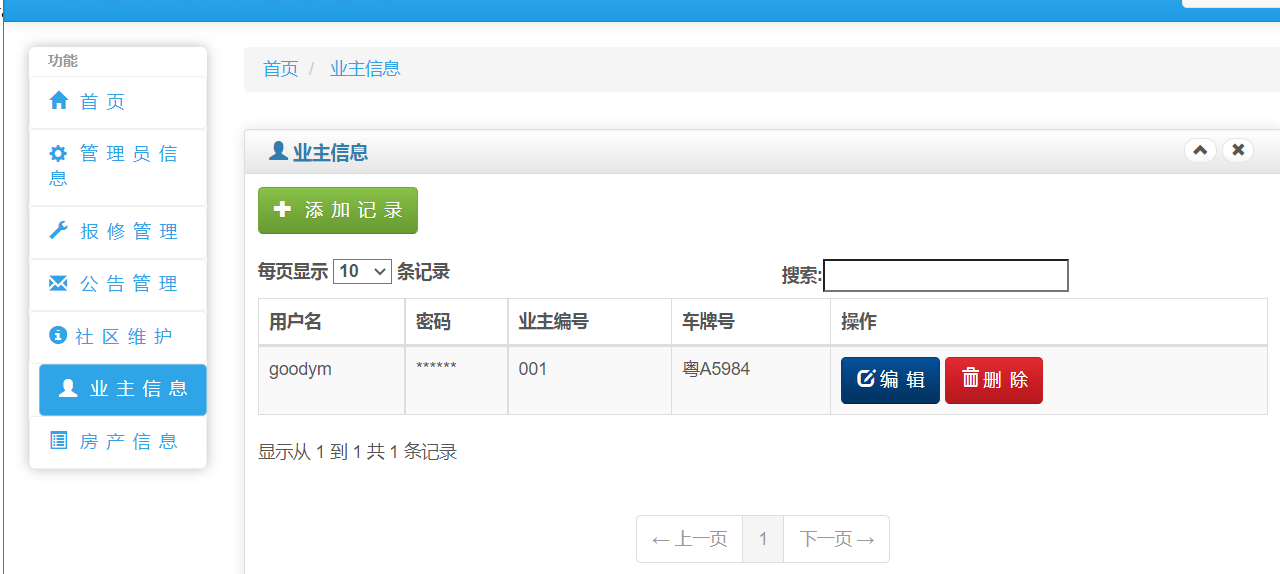 功能
首页
管理员信
息
报修管理
公告管理
社区维护
业主信息
房产信息
首页 / 业主信息
业主信息
添加记录
每页显示 10 条记录
搜索:
用户名 密码 业主编号 车牌号 操作
goodym ****** 001 粤A5984 编辑 删除
显示从 1 到 1 共 1 条记录
← 上一页 1 下一页 →